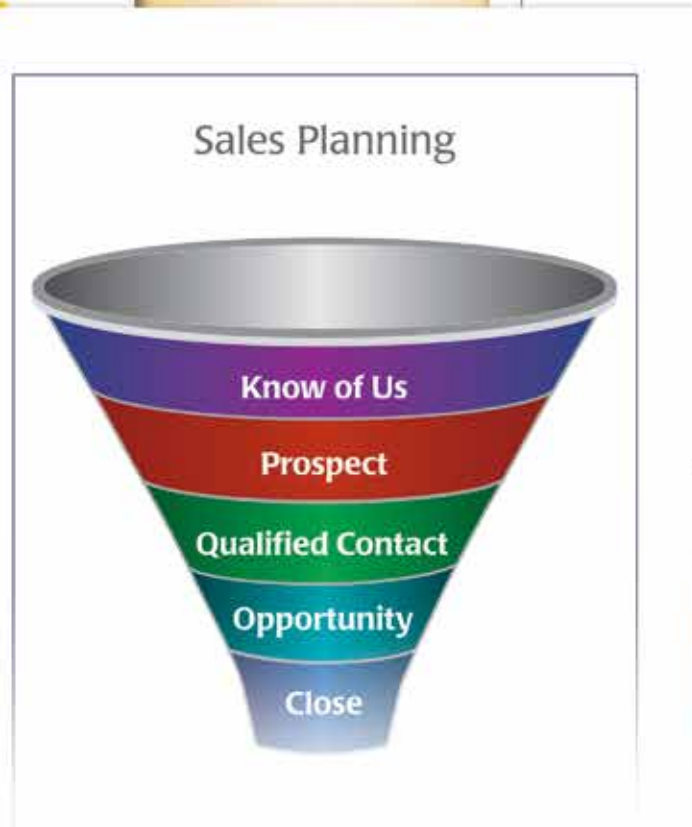 Sales Planning
Know of Us
Prospect
Qualified Contact
Opportunity
Close